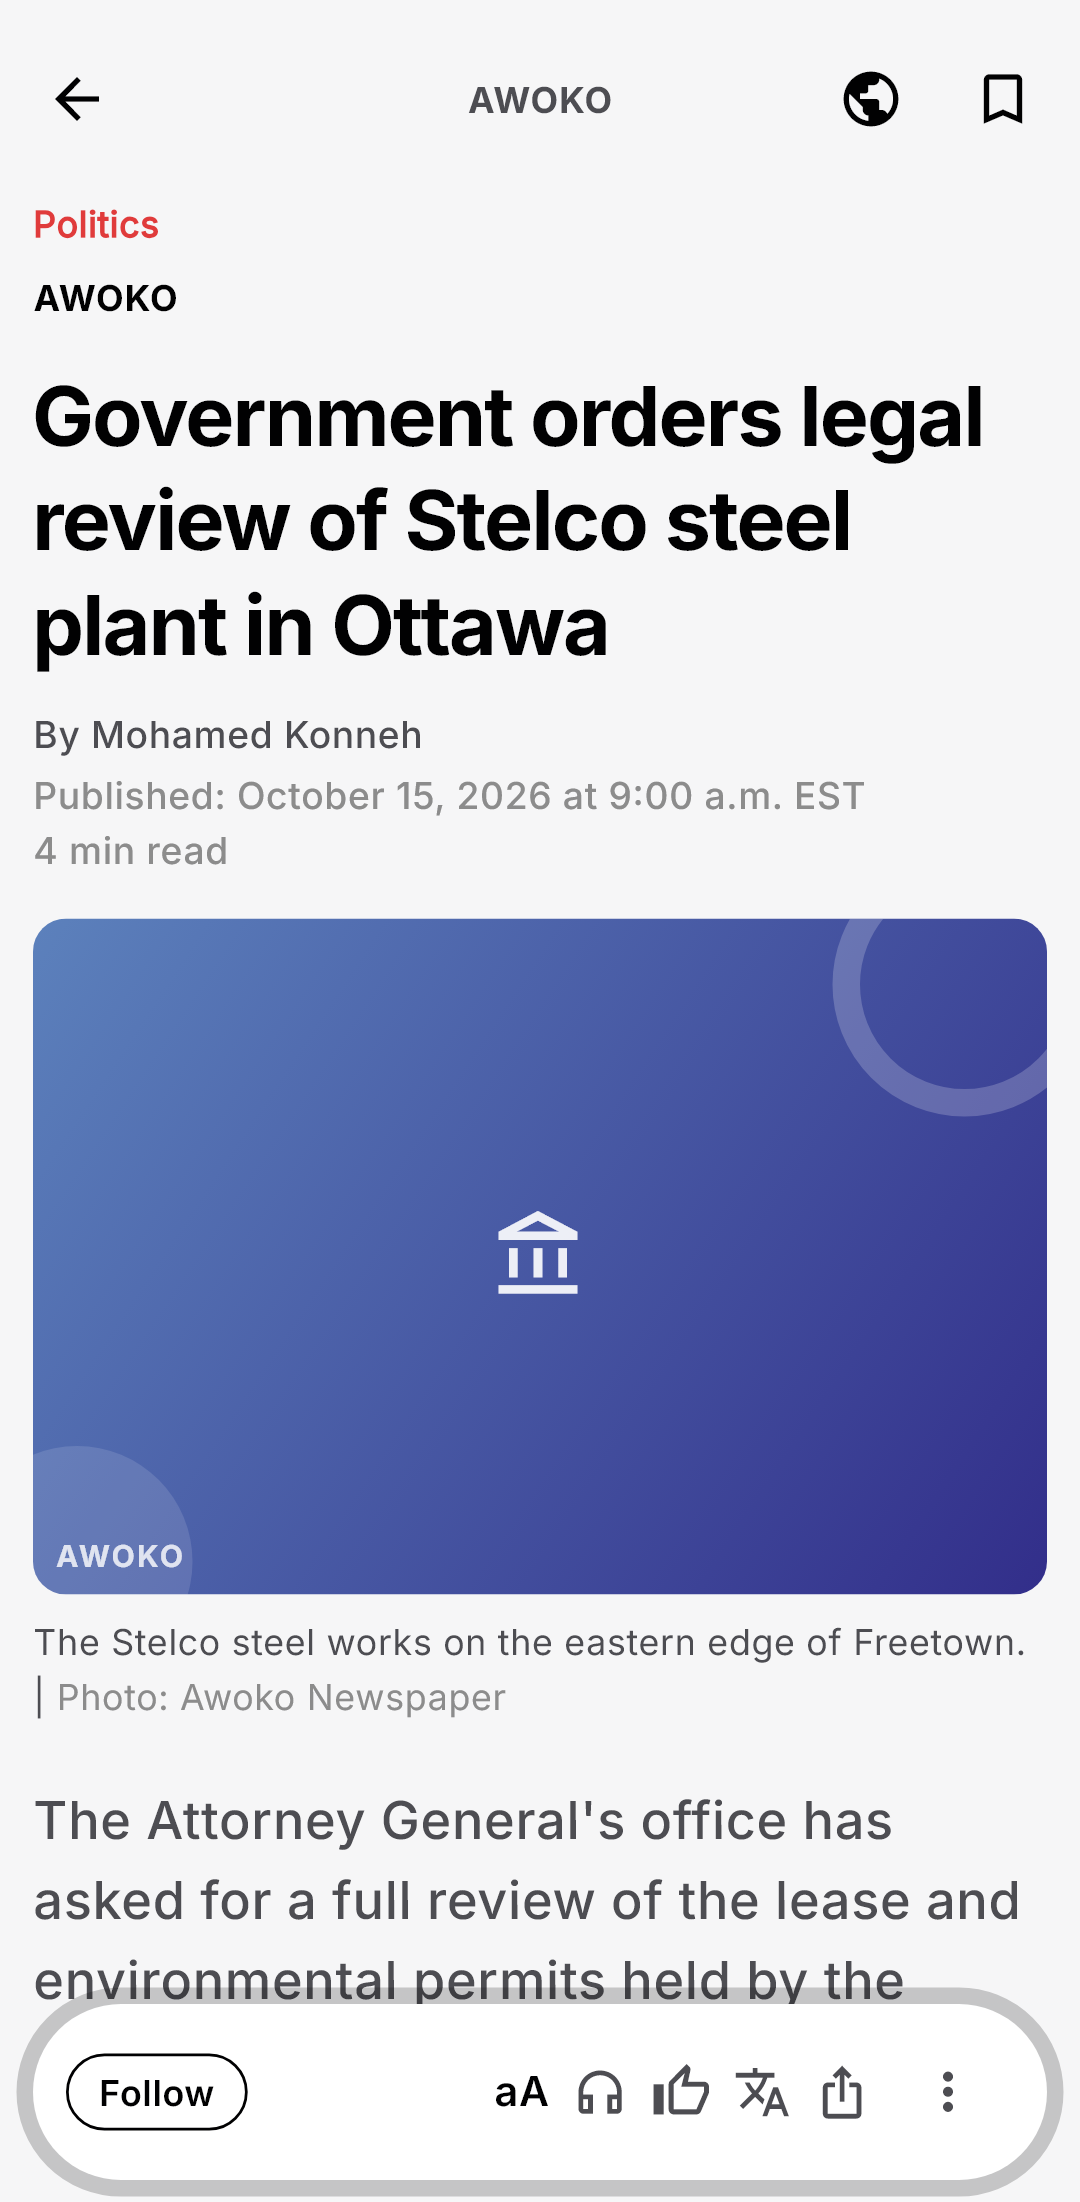 AWOKO
Politics
AWOKO
Government orders legal
review of Stelco steel
plant in Ottawa
By Mohamed Konneh
Published: October 15, 2026 at 9:00 a.m. EST
4 min read
AWOKO
The Stelco steel works on the eastern edge of Freetown.
| Photo: Awoko Newspaper
The Attorney General's office has
asked for a full review of the lease and
environmental permits held by the
Follow
aA